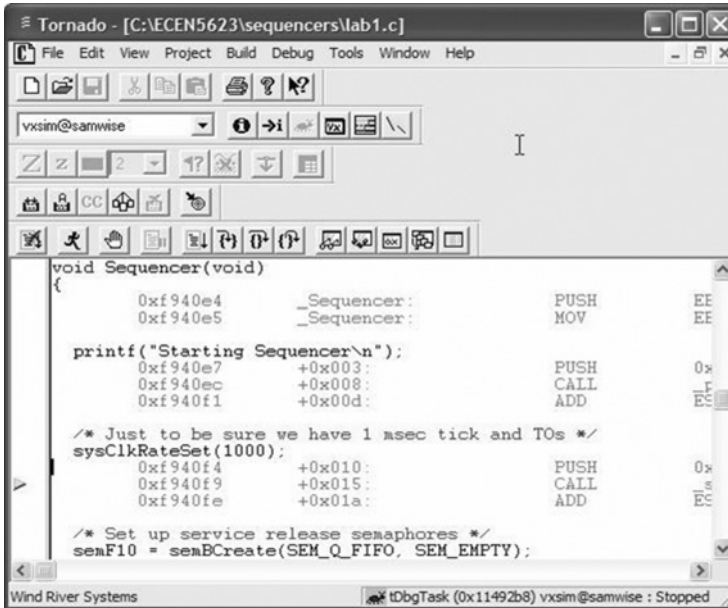 Tornado - [C:\ECEN5623\sequencers\lab1.c]
File Edit View Project Build Debug Tools Window Help
vxsim@samwise
Z z 2
CC
void Sequencer(void)
{
0xf940e4 _Sequencer: PUSH
0xf940e5 _Sequencer: MOV
printf("Starting Sequencer\n");
0xf940e7 +0x003: PUSH
0xf940ec +0x008: CALL
0xf940f1 +0x00d: ADD
/* Just to be sure we have 1 msec tick and TOs */
sysClkRateSet(1000);
0xf940f4 +0x010: PUSH
0xf940f9 +0x015: CALL
0xf940fe +0x01a: ADD
/* Set up service release semaphores */
semF10 = semBCreate(SEM_Q_FIFO, SEM_EMPTY);
Wind River Systems tDbgTask (0x11492b8) vxsim@samwise : Stopped